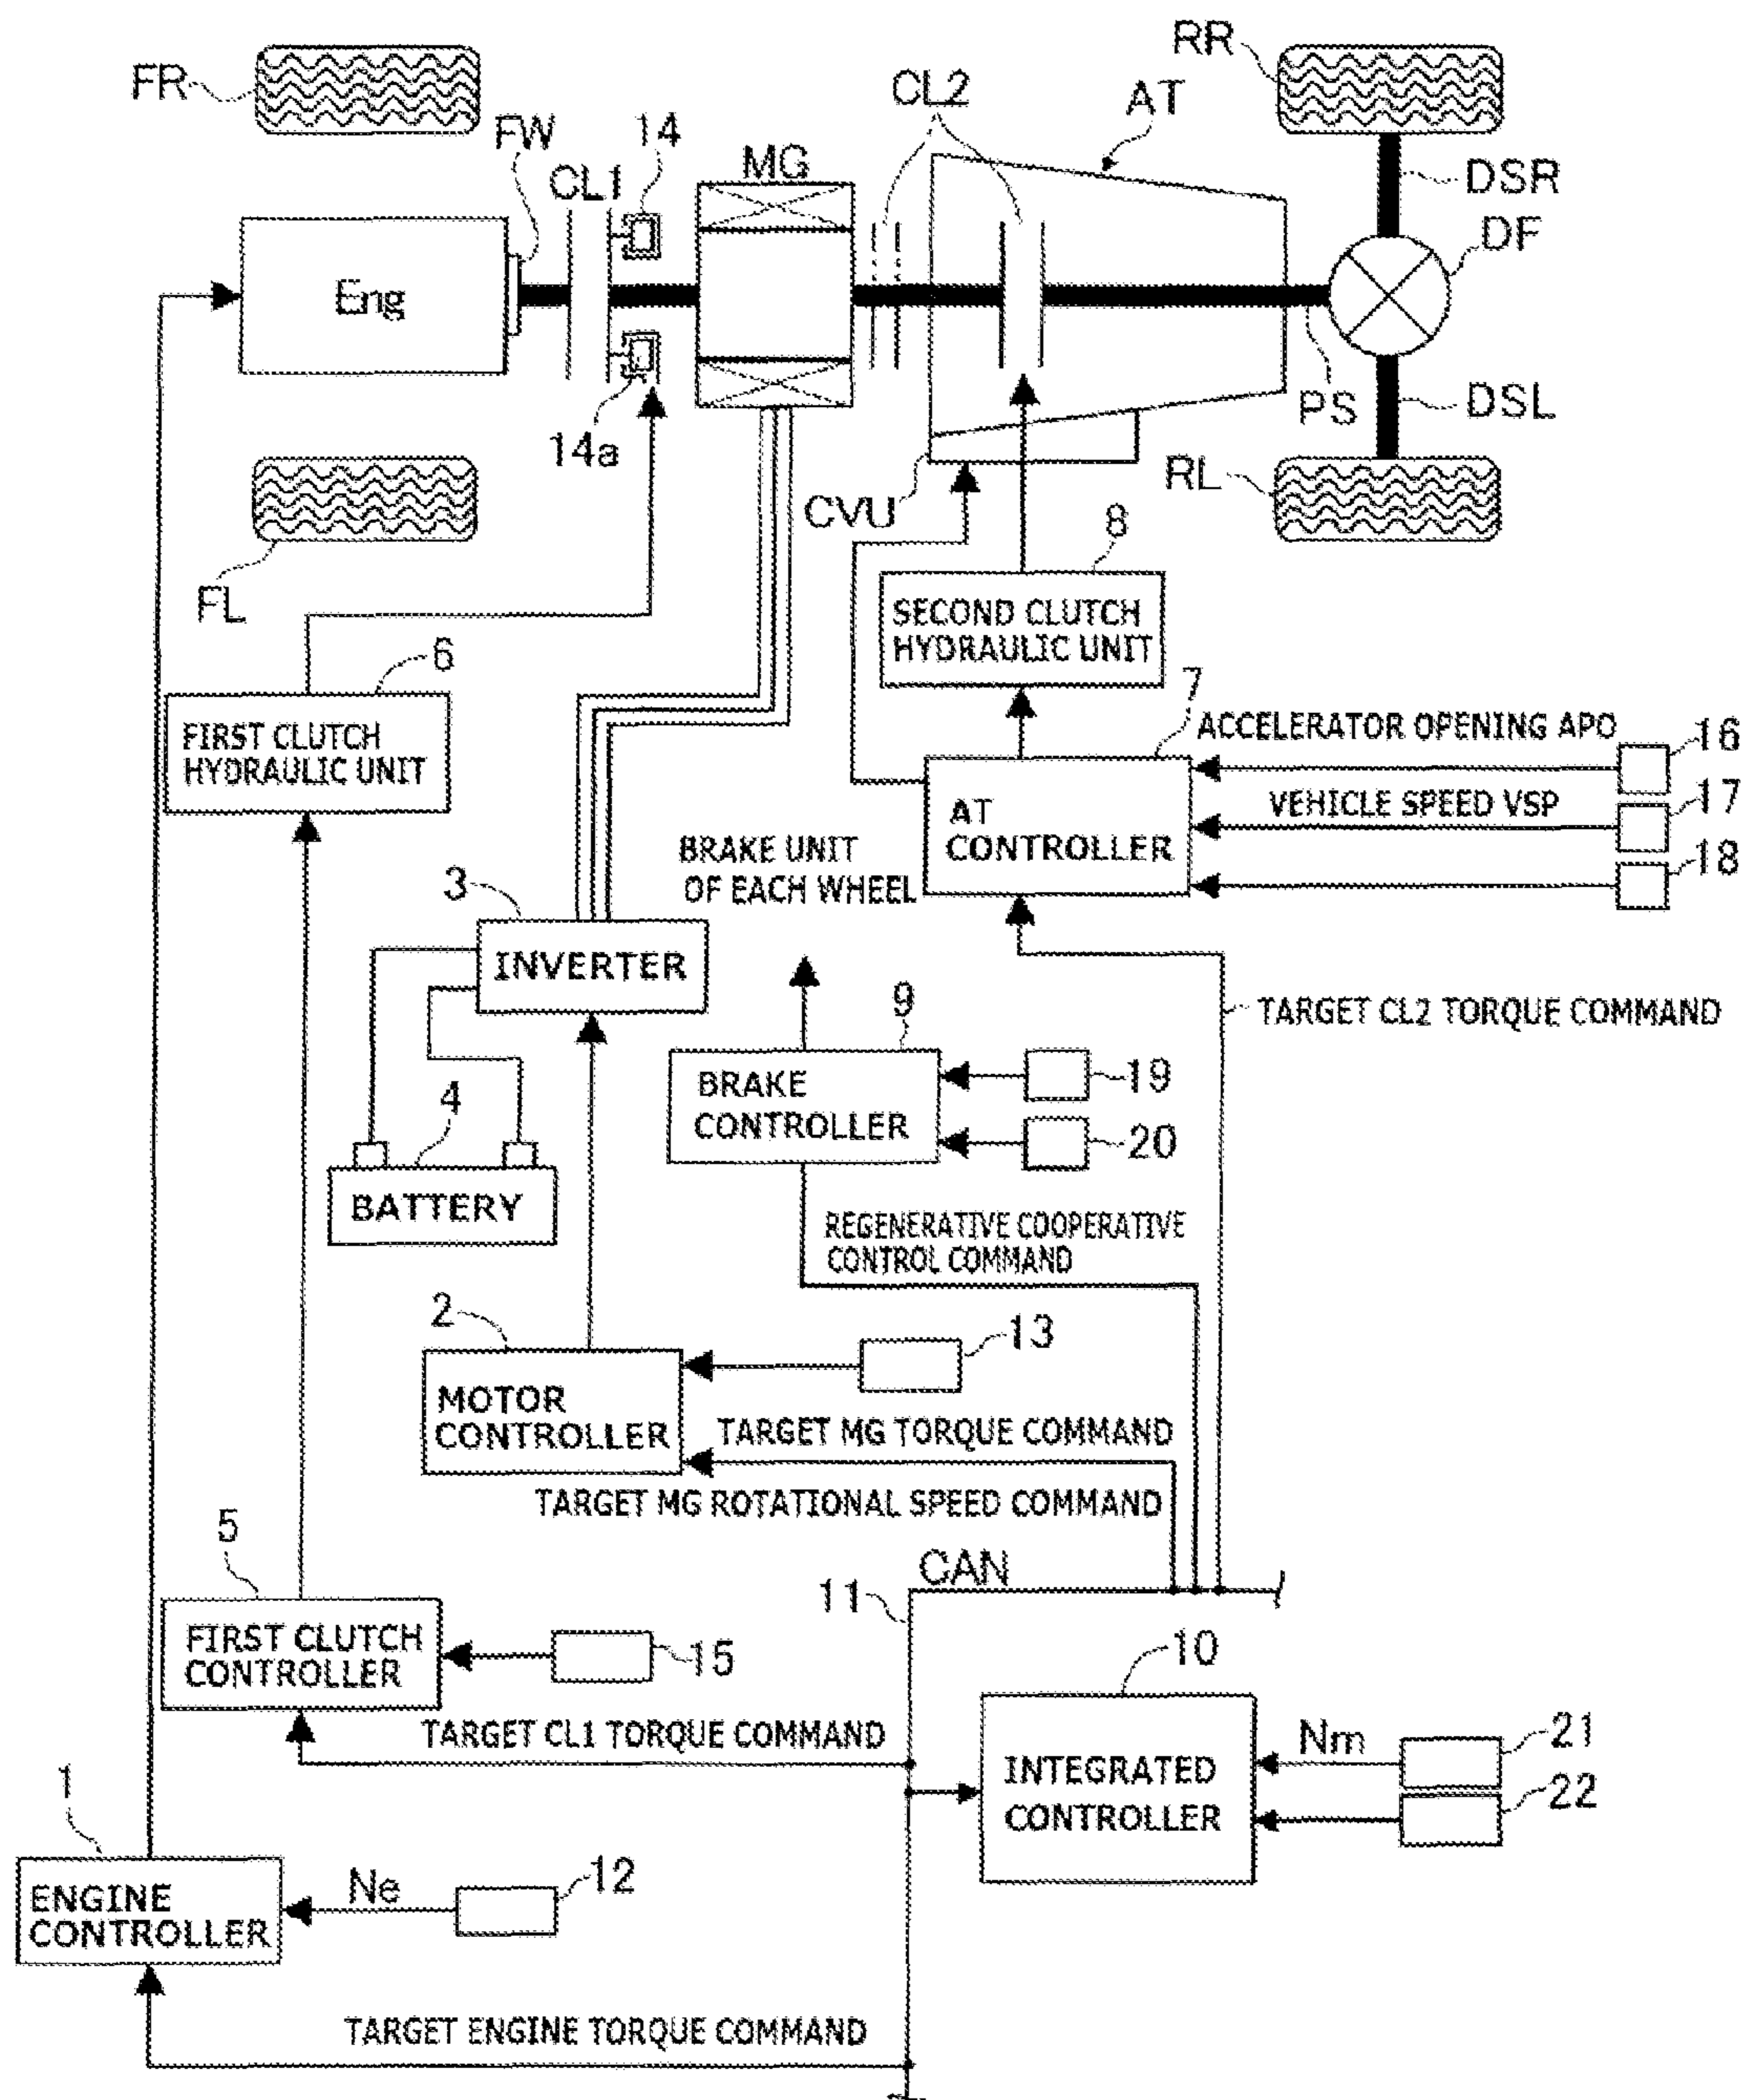 RR
FR
CL2
AT
FW
14
MG
CL1
DSR
DF
Eng
PS
DSL
14a
RL
CVU
8
FL
SECOND CLUTCH
HYDRAULIC UNIT
6
7
ACCELERATOR OPENING APO
16
FIRST CLUTCH
HYDRAULIC UNIT
VEHICLE SPEED VSP
17
AT
CONTROLLER
18
BRAKE UNIT
OF EACH WHEEL
3
INVERTER
9
TARGET CL2 TORQUE COMMAND
BRAKE
CONTROLLER
19
20
4
BATTERY
REGENERATIVE COOPERATIVE
CONTROL COMMAND
2
13
MOTOR
CONTROLLER
TARGET MG TORQUE COMMAND
TARGET MG ROTATIONAL SPEED COMMAND
5
CAN
11
FIRST CLUTCH
CONTROLLER
15
10
TARGET CL1 TORQUE COMMAND
INTEGRATED
CONTROLLER
Nm
21
22
1
ENGINE
CONTROLLER
Ne
12
TARGET ENGINE TORQUE COMMAND